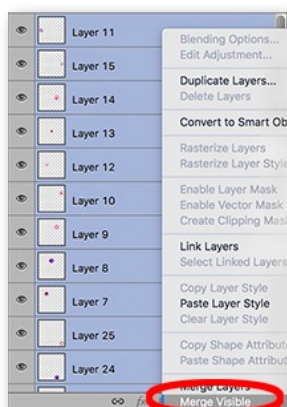 Layer 11
Layer 15
Layer 14
Layer 13
Layer 12
Layer 10
Layer 9
Layer 8
Layer 7
Layer 25
Layer 24
Blending Options...
Edit Adjustment...
Duplicate Layers...
Delete Layers
Convert to Smart Ob
Rasterize Layers
Rasterize Layer Style
Enable Layer Mask
Enable Vector Mask
Create Clipping Mas
Link Layers
Select Linked Layers
Copy Layer Style
Paste Layer Style
Clear Layer Style
Copy Shape Attribut
Paste Shape Attribut
Merge Layers
Merge Visible